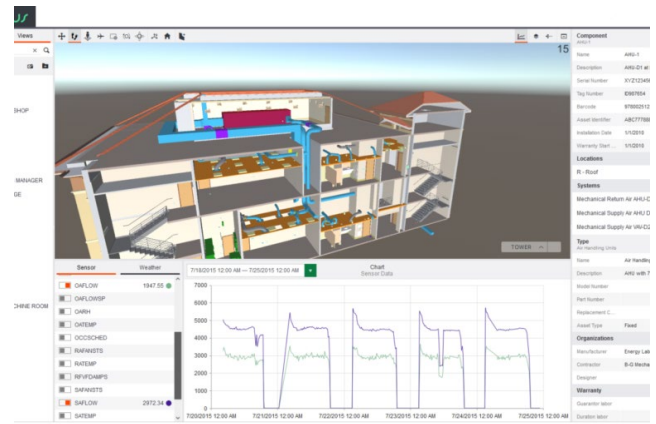 Views
SHOP
MANAGER
GE
CHINE ROOM
15
TOWER
Sensor
Weather
OAFLOW 1947.55
OAFLOWSP
OARH
OATEMP
OCCSCHED
RAFANSTS
RATEMP
RFVFDAMPS
SAFANSTS
SAFLOW 2972.34
SATEMP
7/18/2015 12:00 AM — 7/25/2015 12:00 AM
Chart
Sensor Data
7000
6000
5000
4000
3000
2000
1000
0
7/20/2015 12:00 AM 7/21/2015 12:00 AM 7/22/2015 12:00 AM 7/23/2015 12:00 AM 7/24/2015 12:00 AM 7/25/2015 12:00 AM
Component
AHU-1
Name AHU-1
Description AHU-D1 at
Serial Number XYZ123456
Tag Number
Barcode
Asset Identifier
Installation Date 1/1/2010
Warranty Start ... 1/1/2010
Locations
R - Roof
Systems
Mechanical Return Air AHU-D
Mechanical Supply Air AHU D
Mechanical Supply Air VAV-D2
Type
Air Handling Units
Name Air Handling
Description AHU with 7
Model Number
Part Number
Replacement C...
Asset Type Fixed
Organizations
Manufacturer Energy Lab
Contractor B-G Mecha
Designer
Warranty
Guarantor labor
Duration labor